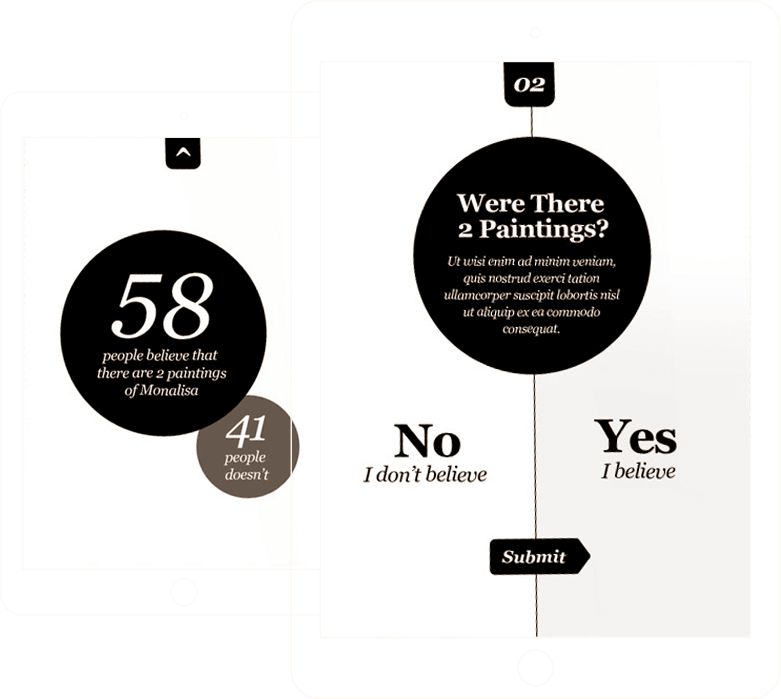 58
people believe that
there are 2 paintings
of Monalisa
41
people
doesn't
02
Were There
2 Paintings?
Ut wisi enim ad minim veniam,
quis nostrud exerci tation
ullamcorper suscipit lobortis nisl
ut aliquip ex ea commodo
consequat.
No
I don't believe
Yes
I believe
Submit